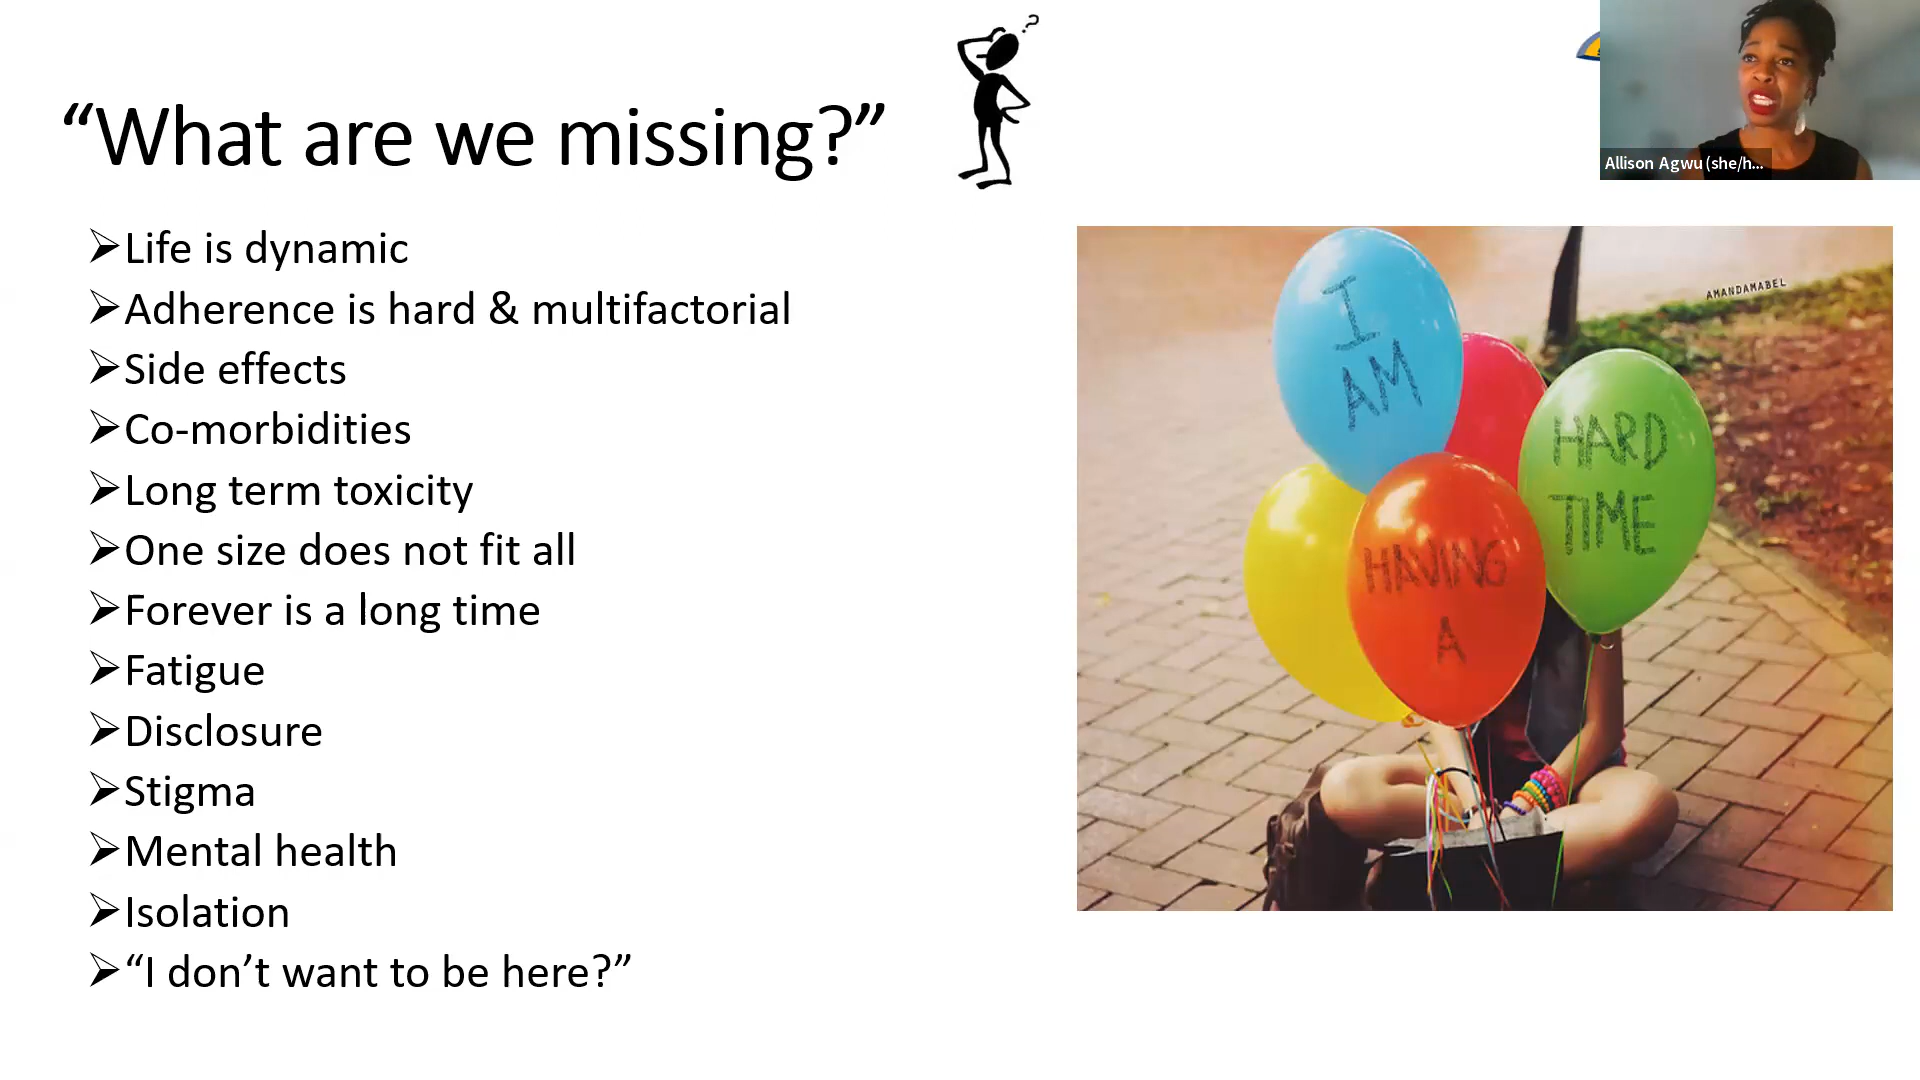 “What are we missing?”
?
Allison Agwu (she/h...
Life is dynamic
Adherence is hard & multifactorial
Side effects
Co-morbidities
Long term toxicity
One size does not fit all
Forever is a long time
Fatigue
Disclosure
Stigma
Mental health
Isolation
“I don’t want to be here?”
AMANDAMABEL
I
AM
HAVING
A
HARD
TIME